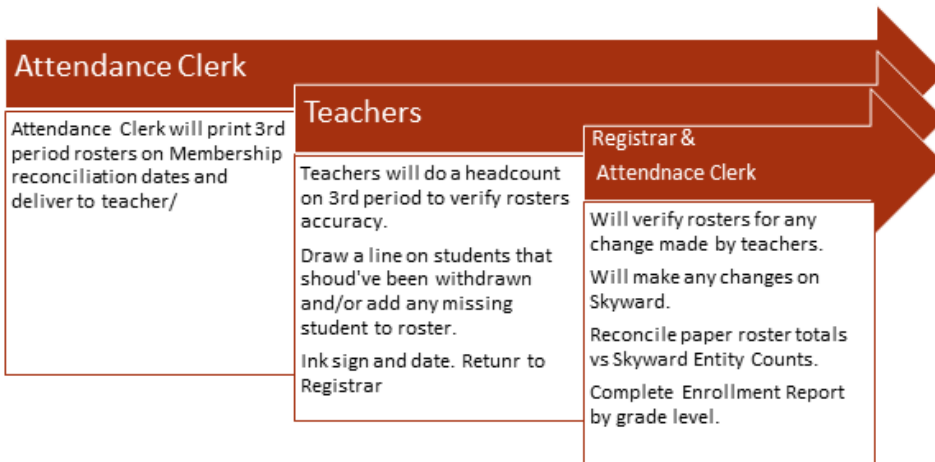 Attendance Clerk
Attendance Clerk will print 3rd
period rosters on Membership
reconciliation dates and
deliver to teacher/
Teachers
Teachers will do a headcount
on 3rd period to verify rosters
accuracy.
Draw a line on students that
shoud've been withdrawn
and/or add any missing
student to roster.
Ink sign and date. Retunr to
Registrar
Registrar &
Attendnace Clerk
Will verify rosters for any
change made by teachers.
Will make any changes on
Skyward.
Reconcile paper roster totals
vs Skyward Entity Counts.
Complete Enrollment Report
by grade level.